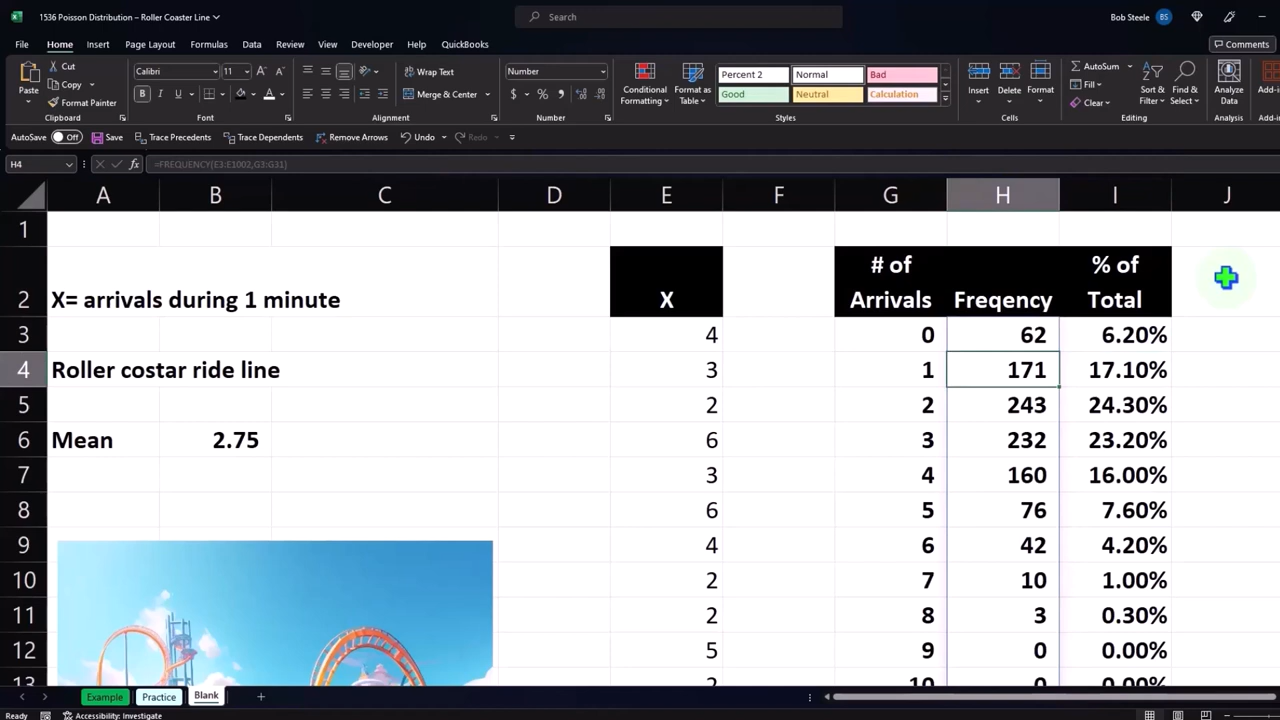 1536 Poisson Distribution – Roller Coaster Line
Search
Bob Steele BS
File Home Insert Page Layout Formulas Data Review View Developer Help QuickBooks Comments
Paste Cut Copy Format Painter Clipboard
Calibri 11 B I U Font
Wrap Text Merge & Center Alignment
Number $ % Number
Conditional Formatting Format as Table
Percent 2 Normal Bad
Good Neutral Calculation
Styles
Insert Delete Format Cells
AutoSum Fill Clear Sort & Filter Find & Select Editing
Analyze Data Analysis
Add-in
AutoSave Off Save Trace Precedents Trace Dependents Remove Arrows Undo Redo
H4 fx =FREQUENCY(E3:E1002,G3:G31)
A B C D E F G H I J
1
# of % of
2 X= arrivals during 1 minute X Arrivals Freqency Total
3 4 0 62 6.20%
4 Roller costar ride line 3 1 171 17.10%
5 2 2 243 24.30%
6 Mean 2.75 6 3 232 23.20%
7 3 4 160 16.00%
8 6 5 76 7.60%
9 4 6 42 4.20%
10 2 7 10 1.00%
11 2 8 3 0.30%
12 5 9 0 0.00%
13 10 0 0.00%
Example Practice Blank
Ready Accessibility: Investigate